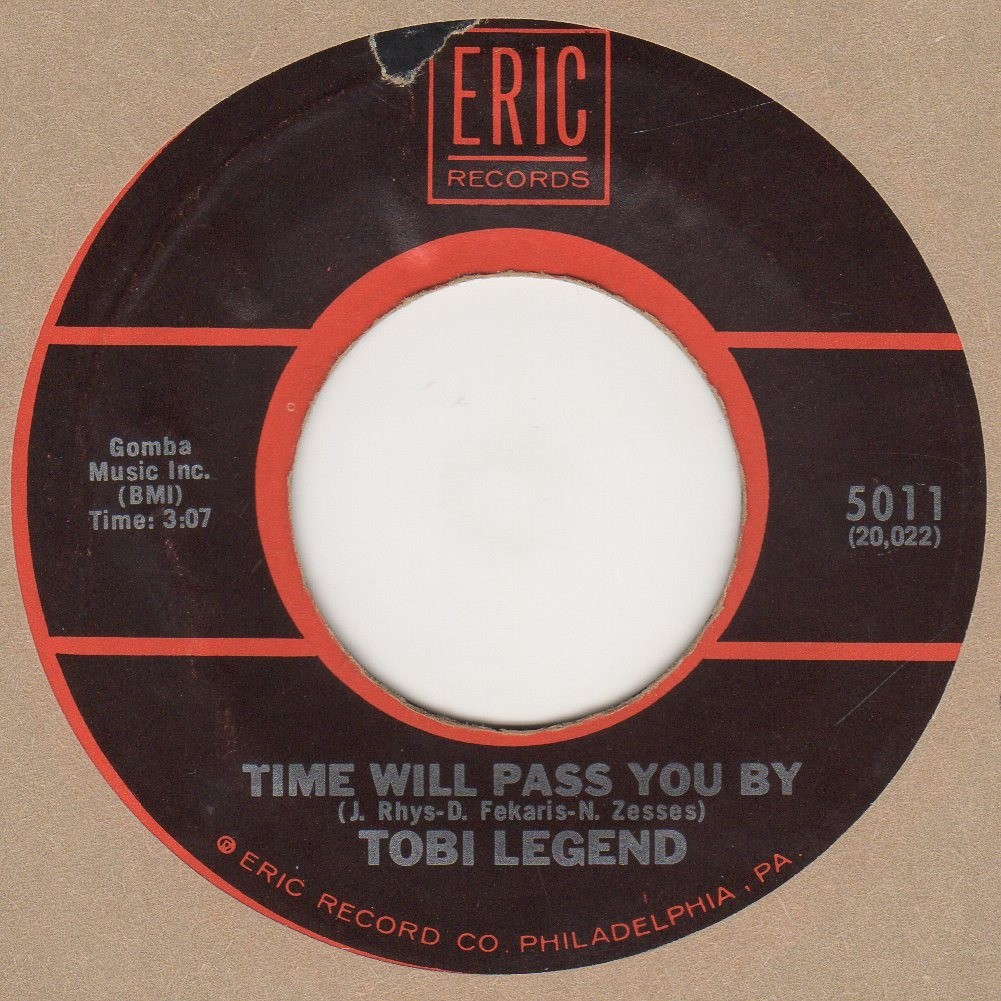 ERIC
RECORDS
Gomba
Music Inc.
(BMI)
Time: 3:07
5011
(20,022)
TIME WILL PASS YOU BY
(J. Rhys-D. Fekaris-N. Zesses)
TOBI LEGEND
® ERIC RECORD CO. PHILADELPHIA, PA.